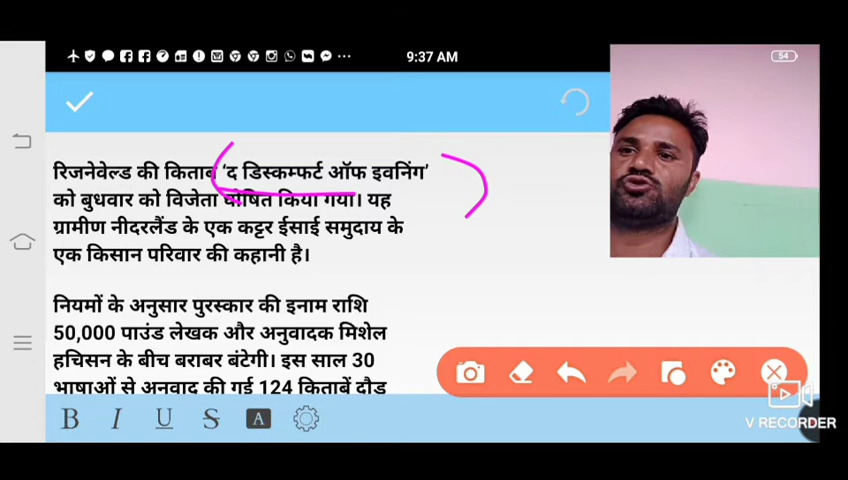 9:37 AM
54
रिजनेवेल्ड की किताब ‘द डिस्कम्फर्ट ऑफ इवनिंग’
को बुधवार को विजेता घोषित किया गया। यह
ग्रामीण नीदरलैंड के एक कट्टर ईसाई समुदाय के
एक किसान परिवार की कहानी है।
नियमों के अनुसार पुरस्कार की इनाम राशि
50,000 पाउंड लेखक और अनुवादक मिशेल
हचिसन के बीच बराबर बंटेगी। इस साल 30
भाषाओं से अनुवाद की गई 124 किताबें दौड़
B I U S A
V RECORDER